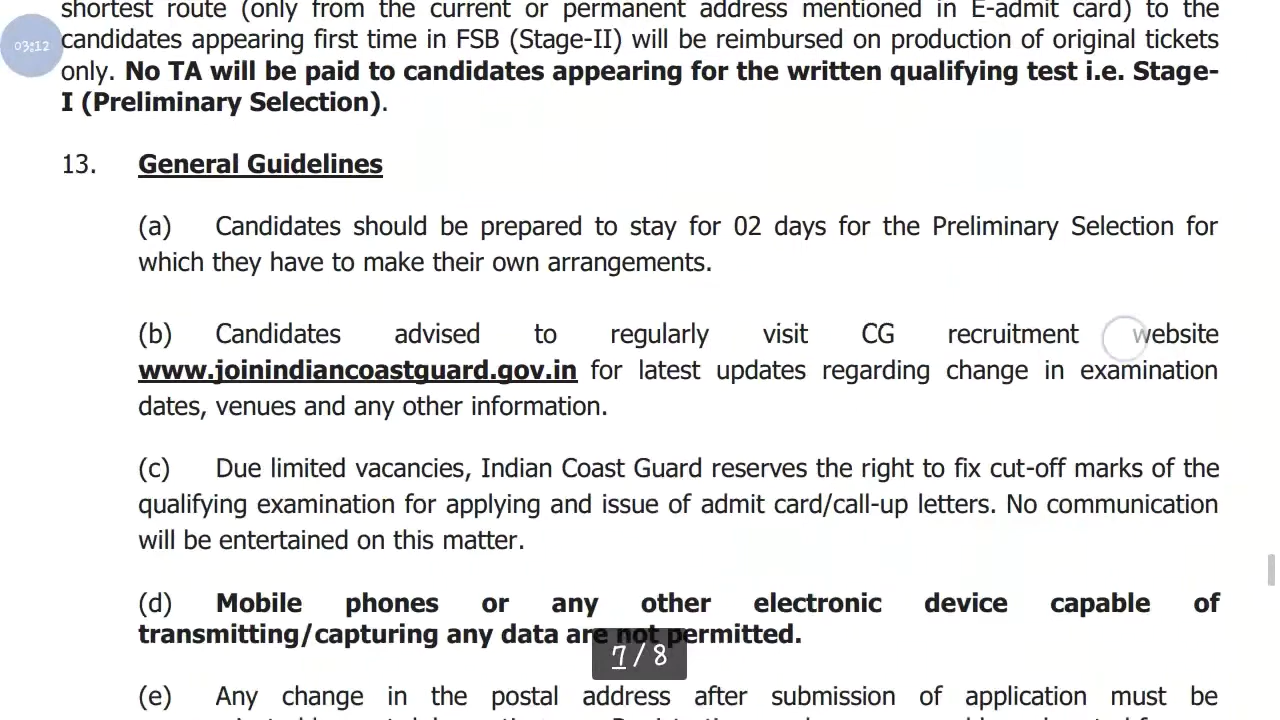 shortest route (only from the current or permanent address mentioned in E-admit card) to the
03:12
candidates appearing first time in FSB (Stage-II) will be reimbursed on production of original tickets
only. No TA will be paid to candidates appearing for the written qualifying test i.e. Stage-
I (Preliminary Selection).
13. General Guidelines
(a) Candidates should be prepared to stay for 02 days for the Preliminary Selection for
which they have to make their own arrangements.
(b) Candidates advised to regularly visit CG recruitment website
www.joinindiancoastguard.gov.in for latest updates regarding change in examination
dates, venues and any other information.
(c) Due limited vacancies, Indian Coast Guard reserves the right to fix cut-off marks of the
qualifying examination for applying and issue of admit card/call-up letters. No communication
will be entertained on this matter.
(d) Mobile phones or any other electronic device capable of
transmitting/capturing any data are not permitted.
7 / 8
(e) Any change in the postal address after submission of application must be